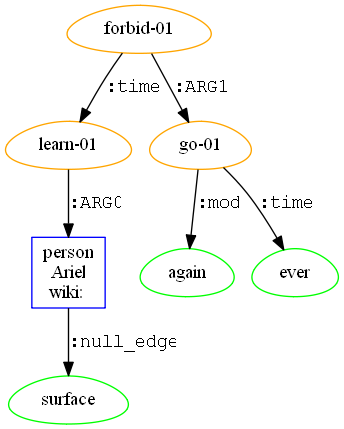 forbid-01
:time
:ARG1
learn-01
go-01
:ARG0
:mod
:time
person
Ariel
wiki:
again
ever
:null_edge
surface